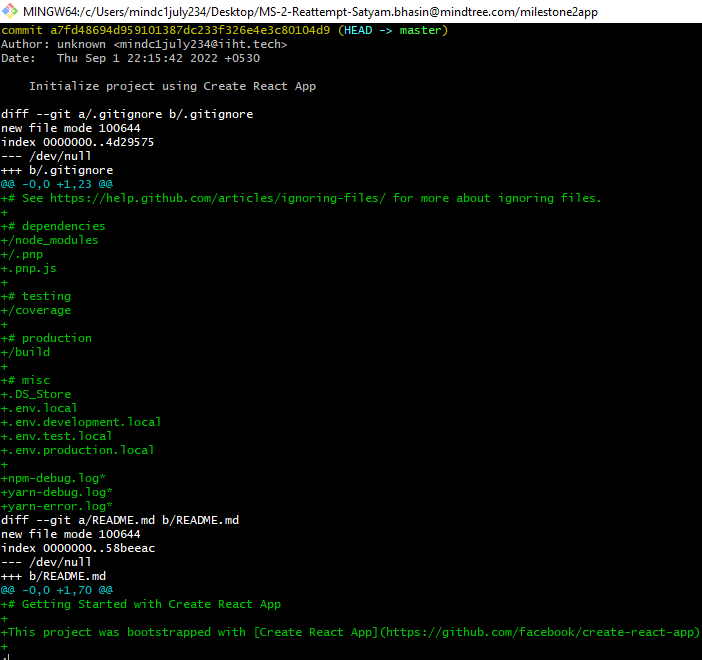 MINGW64:/c/Users/mindc1july234/Desktop/MS-2-Reattempt-Satyam.bhasin@mindtree.com/milestone2app
commit a7fd48694d959101387dc233f326e4e3c80104d9 (HEAD -> master)
Author: unknown <mindc1july234@iiht.tech>
Date:   Thu Sep 1 22:15:42 2022 +0530
    Initialize project using Create React App
diff --git a/.gitignore b/.gitignore
new file mode 100644
index 0000000..4d29575
--- /dev/null
+++ b/.gitignore
@@ -0,0 +1,23 @@
+# See https://help.github.com/articles/ignoring-files/ for more about ignoring files.
+
+# dependencies
+/node_modules
+/.pnp
+.pnp.js
+
+# testing
+/coverage
+
+# production
+/build
+
+# misc
+.DS_Store
+.env.local
+.env.development.local
+.env.test.local
+.env.production.local
+
+npm-debug.log*
+yarn-debug.log*
+yarn-error.log*
diff --git a/README.md b/README.md
new file mode 100644
index 0000000..58beeac
--- /dev/null
+++ b/README.md
@@ -0,0 +1,70 @@
+# Getting Started with Create React App
+
+This project was bootstrapped with [Create React App](https://github.com/facebook/create-react-app)
+
: